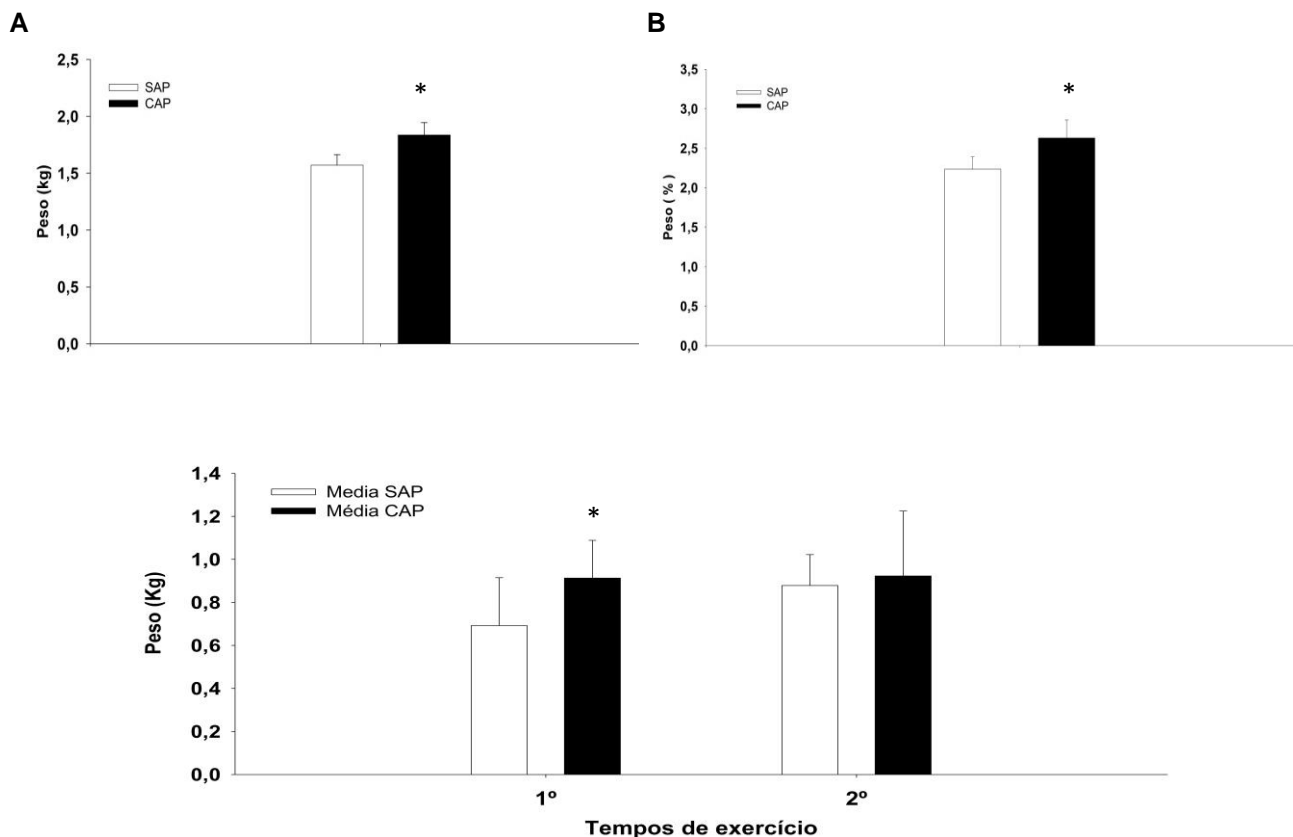 A
B
2,5
2,0
1,5
1,0
0,5
0,0
Peso (kg)
SAP
CAP
*
3,5
3,0
2,5
2,0
1,5
1,0
0,5
0,0
Peso ( % )
SAP
CAP
*
1,4
1,2
1,0
0,8
0,6
0,4
0,2
0,0
Peso (Kg)
Media SAP
Média CAP
*
1º
2º
Tempos de exercício